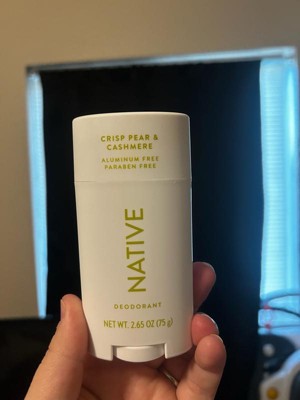 CRISP PEAR &
CASHMERE
ALUMINUM FREE
PARABEN FREE
NATIVE
DEODORANT
NET WT. 2.65 OZ (75 g)